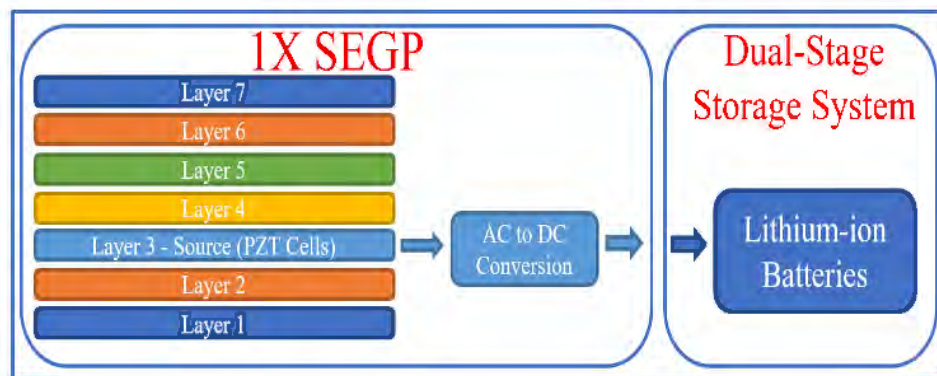 1X SEGP
Layer 7
Layer 6
Layer 5
Layer 4
Layer 3 - Source (PZT Cells)
Layer 2
Layer 1
AC to DC
Conversion
Dual-Stage
Storage System
Lithium-ion
Batteries